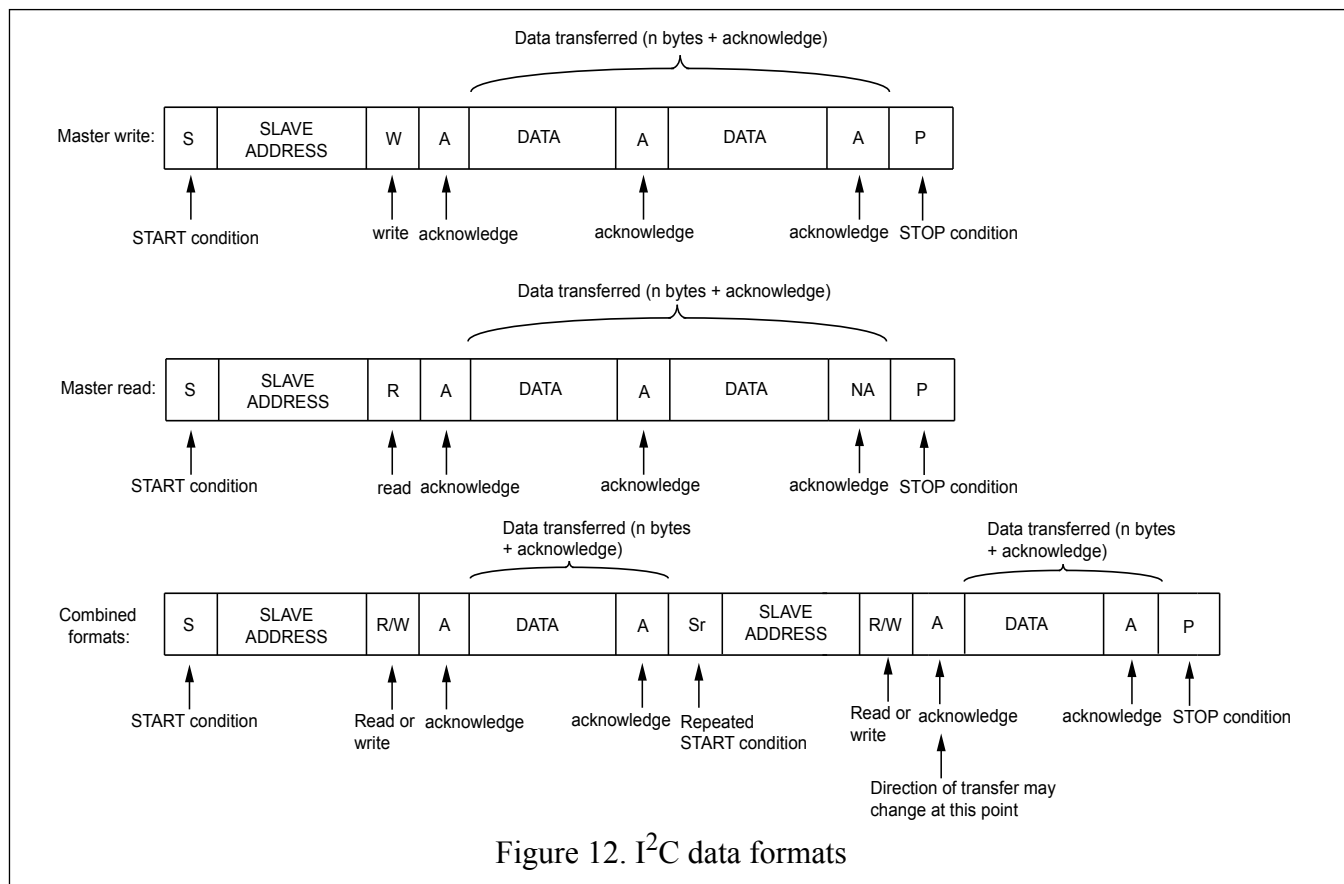 Data transferred (n bytes + acknowledge)
Master write: S SLAVE ADDRESS W A DATA A DATA A P
START condition write acknowledge acknowledge acknowledge STOP condition
Data transferred (n bytes + acknowledge)
Master read: S SLAVE ADDRESS R A DATA A DATA NA P
START condition read acknowledge acknowledge acknowledge STOP condition
Data transferred (n bytes
+ acknowledge)
Data transferred (n bytes
+ acknowledge)
Combined
formats:
S SLAVE ADDRESS R/W A DATA A Sr SLAVE ADDRESS R/W A DATA A P
START condition
Read or
write
acknowledge
acknowledge
Repeated
START condition
Read or
write
acknowledge
acknowledge
STOP condition
Direction of transfer may
change at this point
Figure 12. I²C data formats